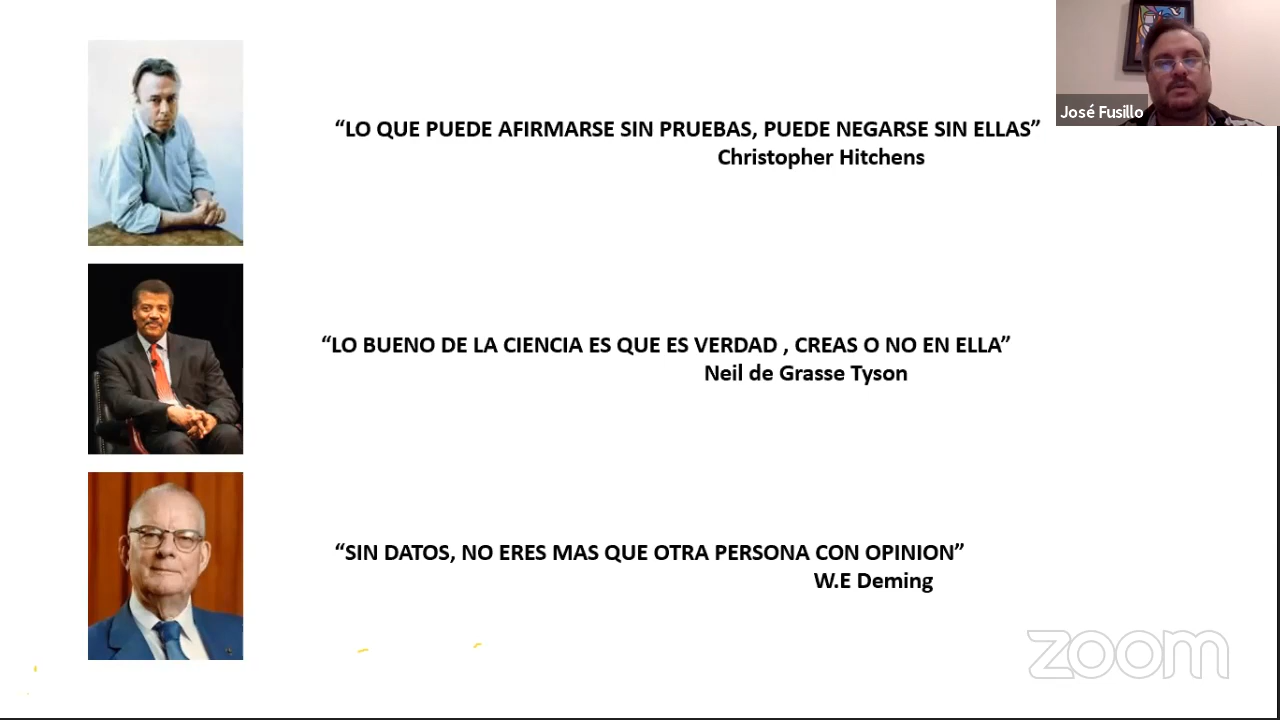 José Fusillo
“LO QUE PUEDE AFIRMARSE SIN PRUEBAS, PUEDE NEGARSE SIN ELLAS”
Christopher Hitchens
“LO BUENO DE LA CIENCIA ES QUE ES VERDAD , CREAS O NO EN ELLA”
Neil de Grasse Tyson
“SIN DATOS, NO ERES MAS QUE OTRA PERSONA CON OPINION”
W.E Deming
zoom